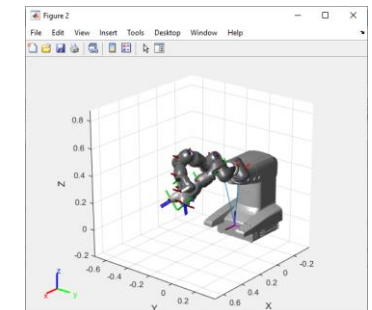 Figure 2
File Edit View Insert Tools Desktop Window Help
0.8
0.6
0.4
0.2
0
-0.2
Z
-0.6
-0.4
-0.2
0
0.2
Y
0.6
0.4
0.2
0
-0.2
X
z
x
y